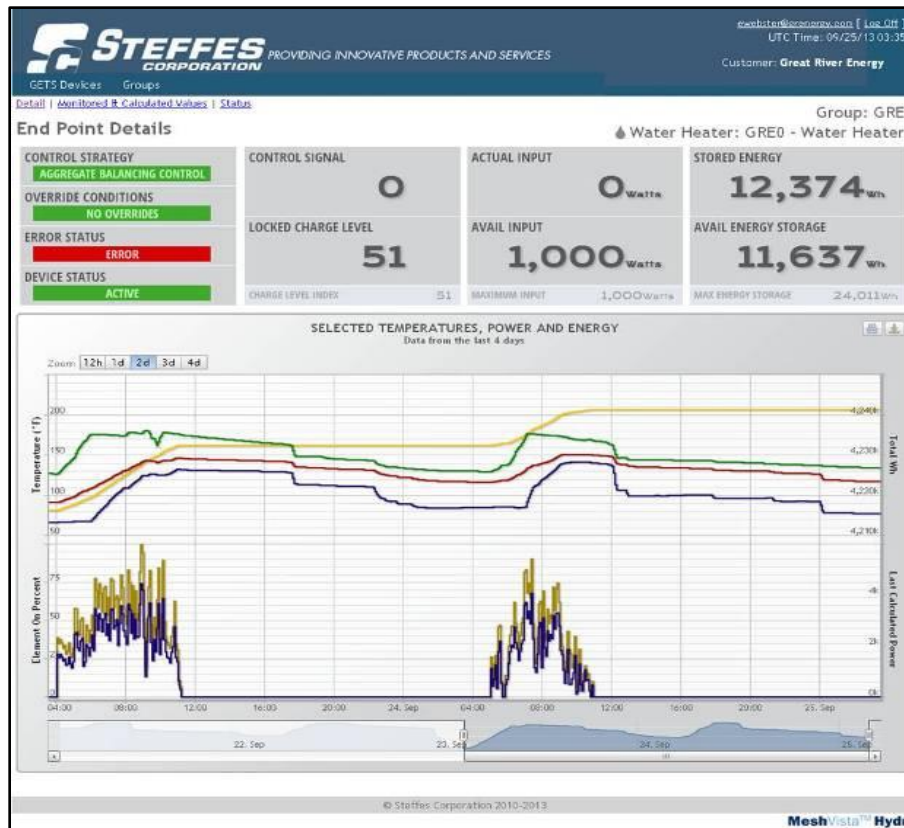 STEFFES
CORPORATION
PROVIDING INNOVATIVE PRODUCTS AND SERVICES
[ Log Off ]
UTC Time: 09/25/13 03:35
Customer: Great River Energy
GETS Devices Groups
Detail | Monitored & Calculated Values | Status
End Point Details
Group: GRE
Water Heater: GRE0 - Water Heater
CONTROL STRATEGY
AGGREGATE BALANCING CONTROL
OVERRIDE CONDITIONS
NO OVERRIDES
ERROR STATUS
ERROR
DEVICE STATUS
ACTIVE
CONTROL SIGNAL
0
LOCKED CHARGE LEVEL
51
CHARGE LEVEL INDEX 51
ACTUAL INPUT
0 Watts
AVAIL INPUT
1,000 Watts
MAXIMUM INPUT 1,000 Watts
STORED ENERGY
12,374 Wh
AVAIL ENERGY STORAGE
11,637 Wh
MAX ENERGY STORAGE 24,011 Wh
SELECTED TEMPERATURES, POWER AND ENERGY
Data from the last 4 days
Zoom 12h 1d 2d 3d 4d
Temperature (°F)
200
150
100
50
4,240k
4,230k
4,220k
4,210k
Total Wh
Element On Percent
75
50
0
4k
2k
0k
Last Calculated Power
04:00 08:00 12:00 16:00 20:00 24. Sep 04:00 08:00 12:00 16:00 20:00 25. Sep
22. Sep 23. Sep 24. Sep 25. Sep
© Steffes Corporation 2010-2013
MeshVista™ Hydr